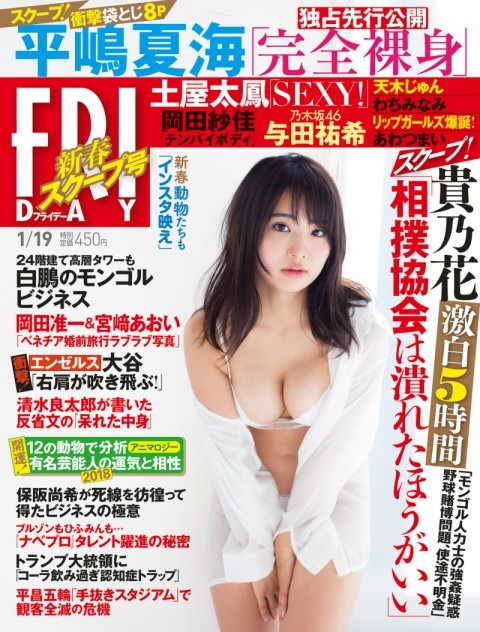 スクープ!衝撃袋とじ8P
独占先行公開
平嶋夏海「完全裸身」
FRIDAY
フライデー
新春
スクープ号
1/19 特別定価450円
土屋太鳳「SEXY!」
岡田紗佳
「テンパイボディ」
乃木坂46
与田祐希
天木じゅん
わちみなみ
リップガールズ爆誕!
あわつまい
新春 動物たちも
「インスタ映え」
スクープ!
貴乃花 激白5時間
「相撲協会は潰れたほうがいい」
「モンゴル人力士の強姦疑惑
野球賭博問題 使途不明金」
24階建て高層タワーも
白鵬のモンゴル
ビジネス
岡田准一&宮﨑あおい
「ベネチア婚前旅行ラブラブ写真」
衝撃!エンゼルス大谷
「右肩が吹き飛ぶ!」
清水良太郎が書いた
反省文の「呆れた中身」
開運!
12の動物で分析 アニマロジー
有名芸能人の運気と相性
2018
保阪尚希が死線を彷徨って
得たビジネスの極意
ブルゾンもひふみんも…
「ナベプロ」タレント躍進の秘密
トランプ大統領に
「コーラ飲み過ぎ認知症トラップ」
平昌五輪「手抜きスタジアム」で
観客全滅の危機